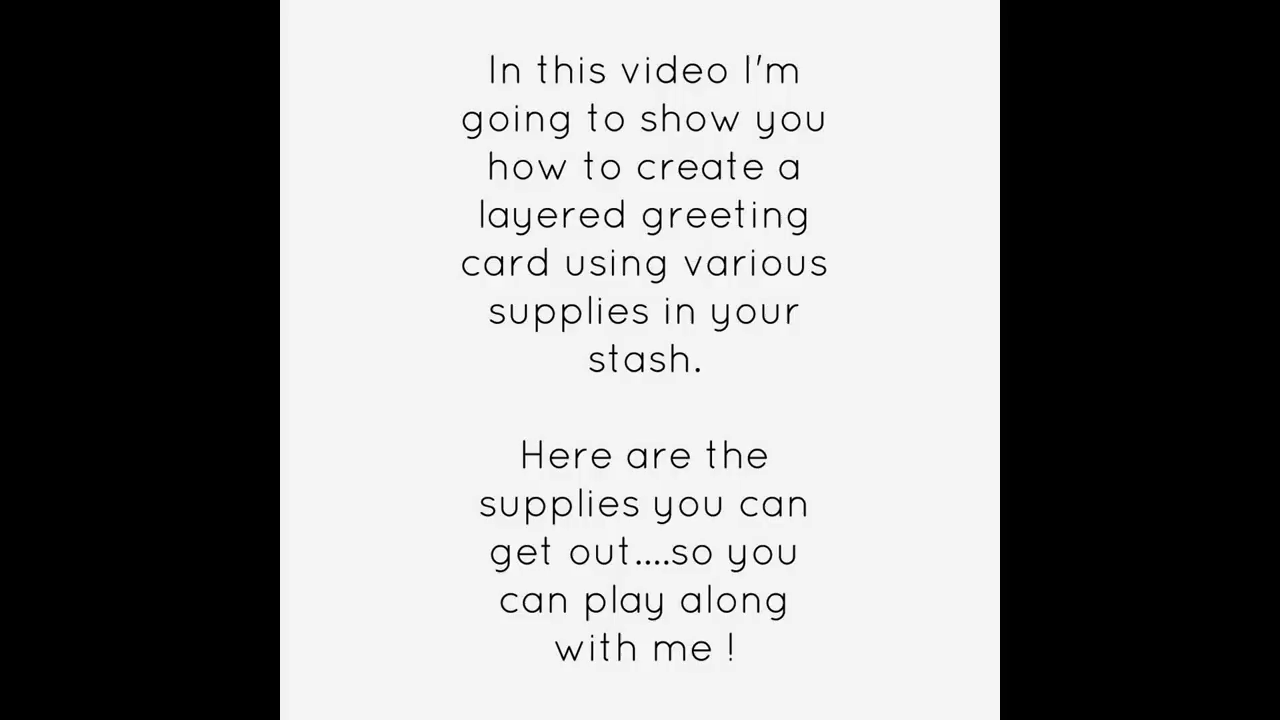 In this video I'm
going to show you
how to create a
layered greeting
card using various
supplies in your
stash.
Here are the
supplies you can
get out....so you
can play along
with me !